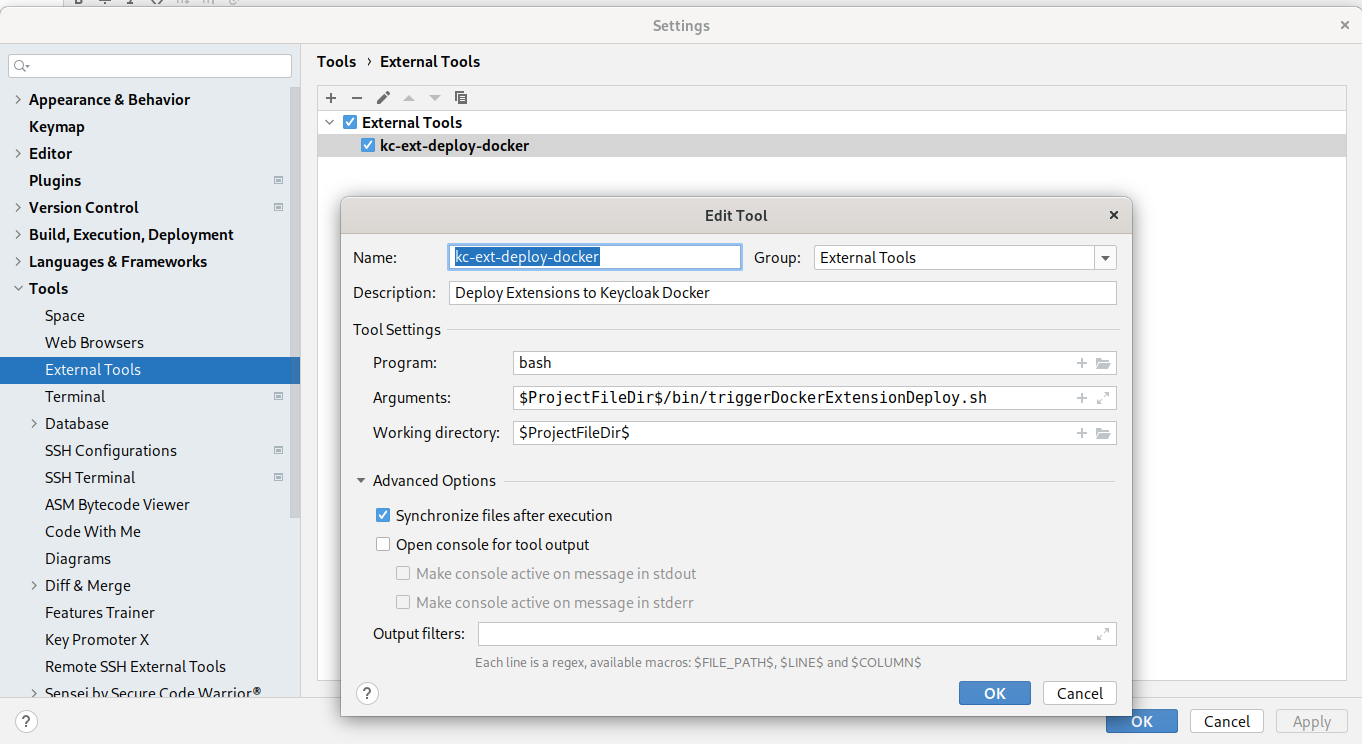 Settings
Tools › External Tools
Appearance & Behavior
Keymap
Editor
Plugins
Version Control
Build, Execution, Deployment
Languages & Frameworks
Tools
Space
Web Browsers
External Tools
Terminal
Database
SSH Configurations
SSH Terminal
ASM Bytecode Viewer
Code With Me
Diagrams
Diff & Merge
Features Trainer
Key Promoter X
Remote SSH External Tools
Sensei by Secure Code Warrior®
External Tools
kc-ext-deploy-docker
Edit Tool
Name: kc-ext-deploy-docker Group: External Tools
Description: Deploy Extensions to Keycloak Docker
Tool Settings
Program: bash
Arguments: $ProjectFileDir$/bin/triggerDockerExtensionDeploy.sh
Working directory: $ProjectFileDir$
Advanced Options
Synchronize files after execution
Open console for tool output
Make console active on message in stdout
Make console active on message in stderr
Output filters:
Each line is a regex, available macros: $FILE_PATH$, $LINE$ and $COLUMN$
? OK Cancel
? OK Cancel Apply